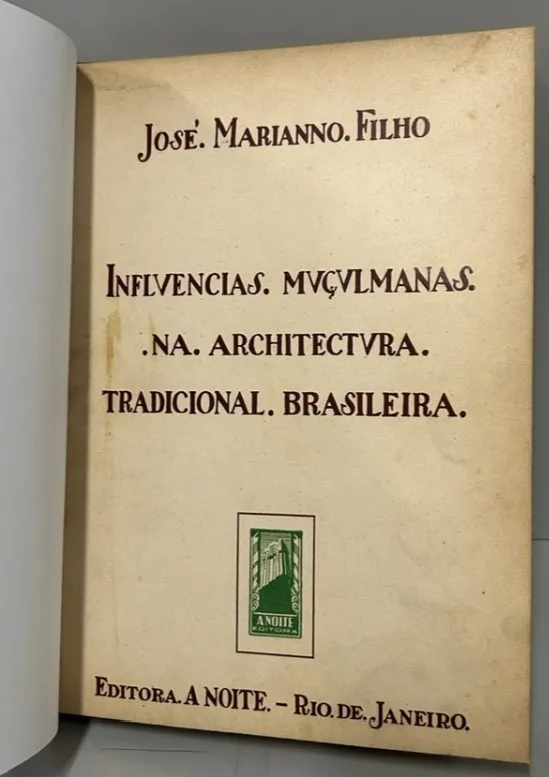 JOSÉ. MARIANNO. FILHO
INFLVENCIAS. MVÇVLMANAS.
.NA. ARCHITECTVRA.
TRADICIONAL. BRASILEIRA.
A NOITE
EDITORA
EDITORA. A NOITE. – RIO. DE. JANEIRO.